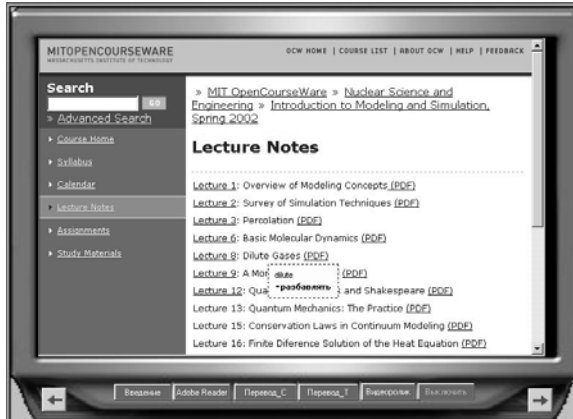 MITOPENCOURSEWARE
MASSACHUSETTS INSTITUTE OF TECHNOLOGY
OCW HOME | COURSE LIST | ABOUT OCW | HELP | FEEDBACK
Search
GO
» Advanced Search
Course Home
Syllabus
Calendar
Lecture Notes
Assignments
Study Materials
» MIT OpenCourseWare » Nuclear Science and
Engineering » Introduction to Modeling and Simulation,
Spring 2002
Lecture Notes
Lecture 1: Overview of Modeling Concepts (PDF)
Lecture 2: Survey of Simulation Techniques (PDF)
Lecture 3: Percolation (PDF)
Lecture 6: Basic Molecular Dynamics (PDF)
Lecture 8: Dilute Gases (PDF)
Lecture 9: A Mo (PDF)
dilute
-разбавлять
Lecture 12: Qua and Shakespeare (PDF)
Lecture 13: Quantum Mechanics: The Practice (PDF)
Lecture 15: Conservation Laws in Continuum Modeling (PDF)
Lecture 16: Finite Diference Solution of the Heat Equation (PDF)
Введение Adobe Reader Перевод_С Перевод_Т Видеоролик Выключить